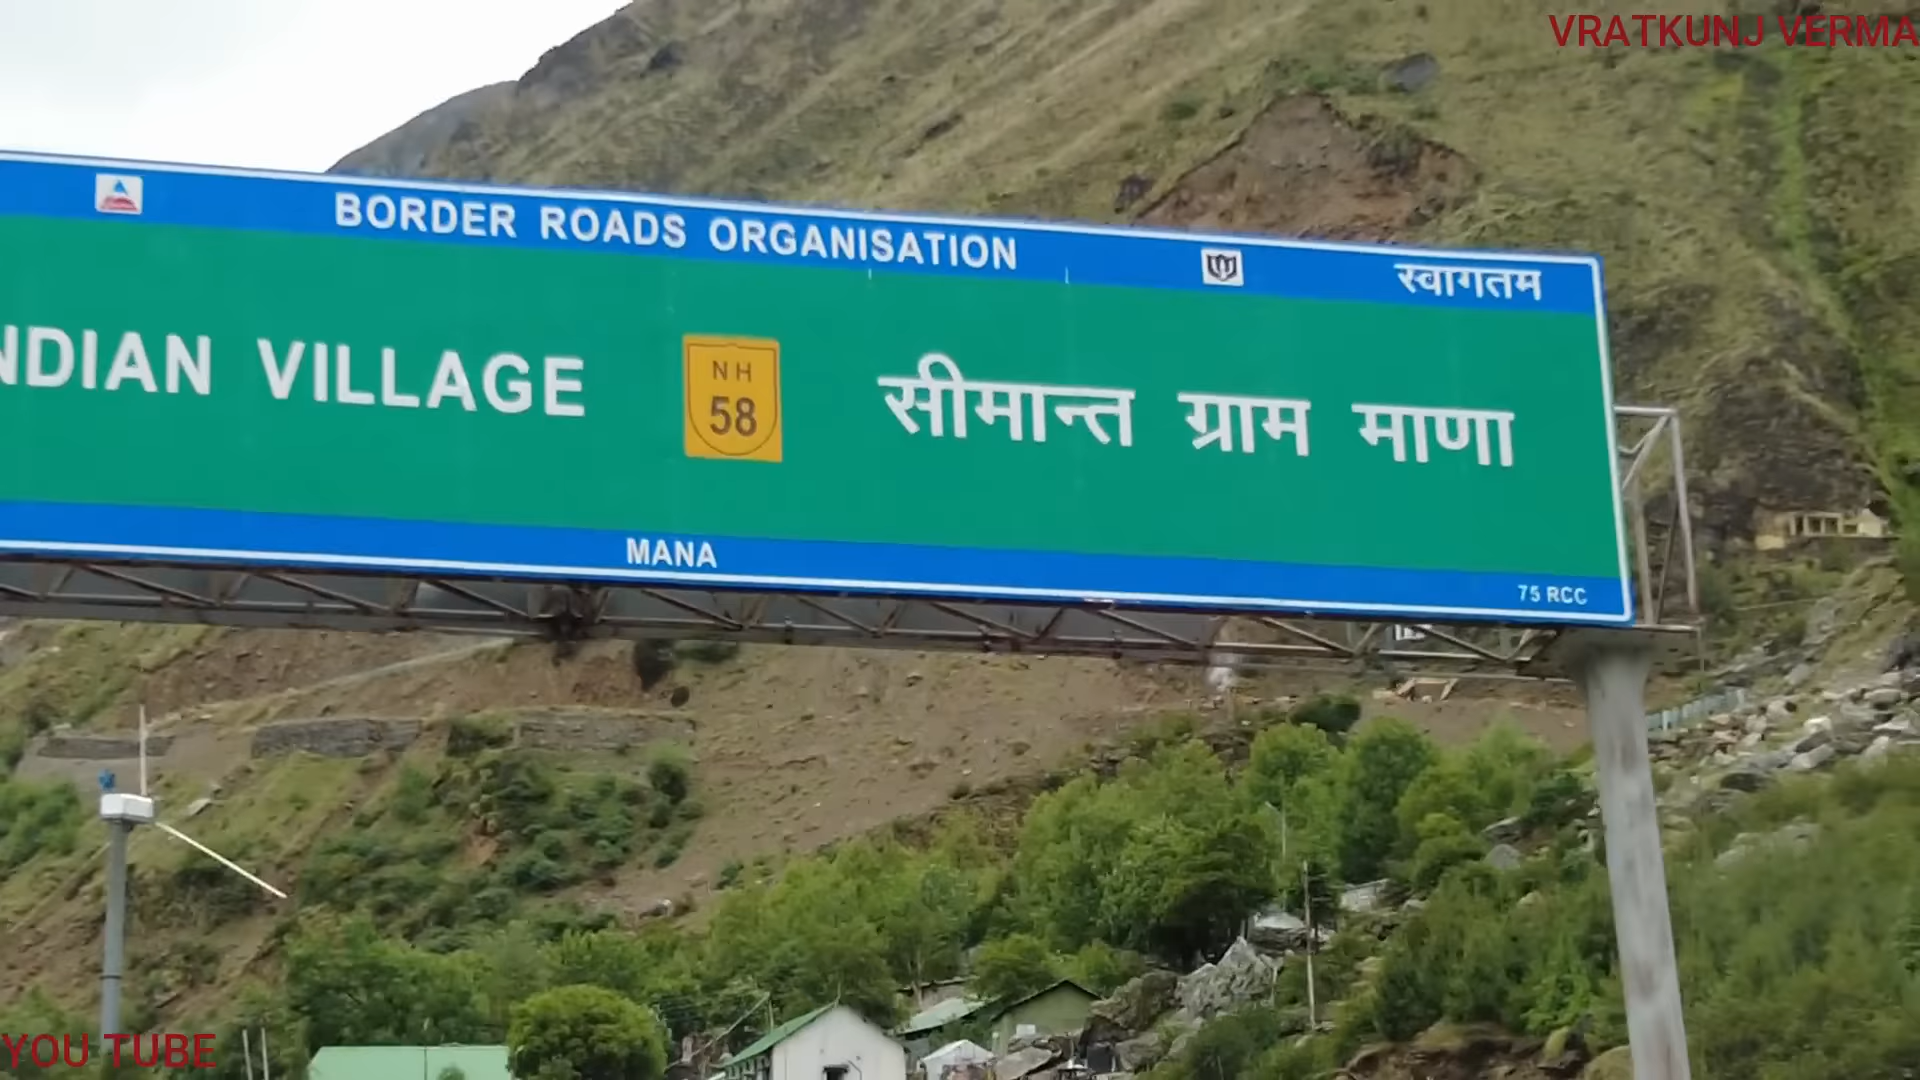 VRATKUNJ VERMA
BORDER ROADS ORGANISATION
स्वागतम
NDIAN VILLAGE
NH
58
सीमान्त ग्राम माणा
MANA
75 RCC
YOU TUBE